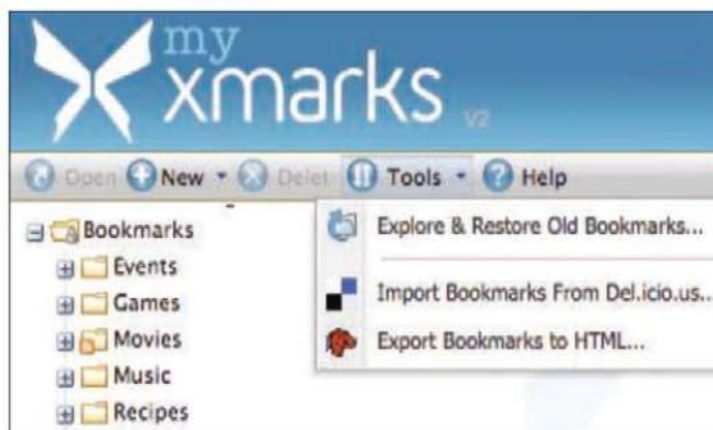 my
xmarks V2
Open New Delet Tools Help
Bookmarks
Events
Games
Movies
Music
Recipes
Explore & Restore Old Bookmarks...
Import Bookmarks From Del.icio.us..
Export Bookmarks to HTML...